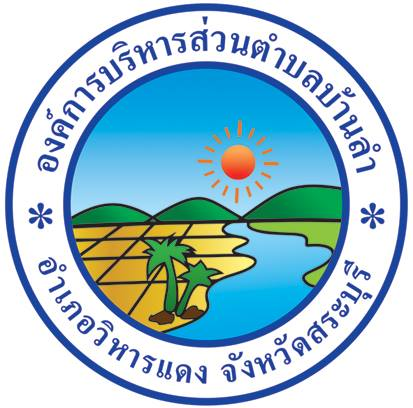 องค์การบริหารส่วนตำบลบ้านลำ
อำเภอวิหารแดง จังหวัดสระบุรี